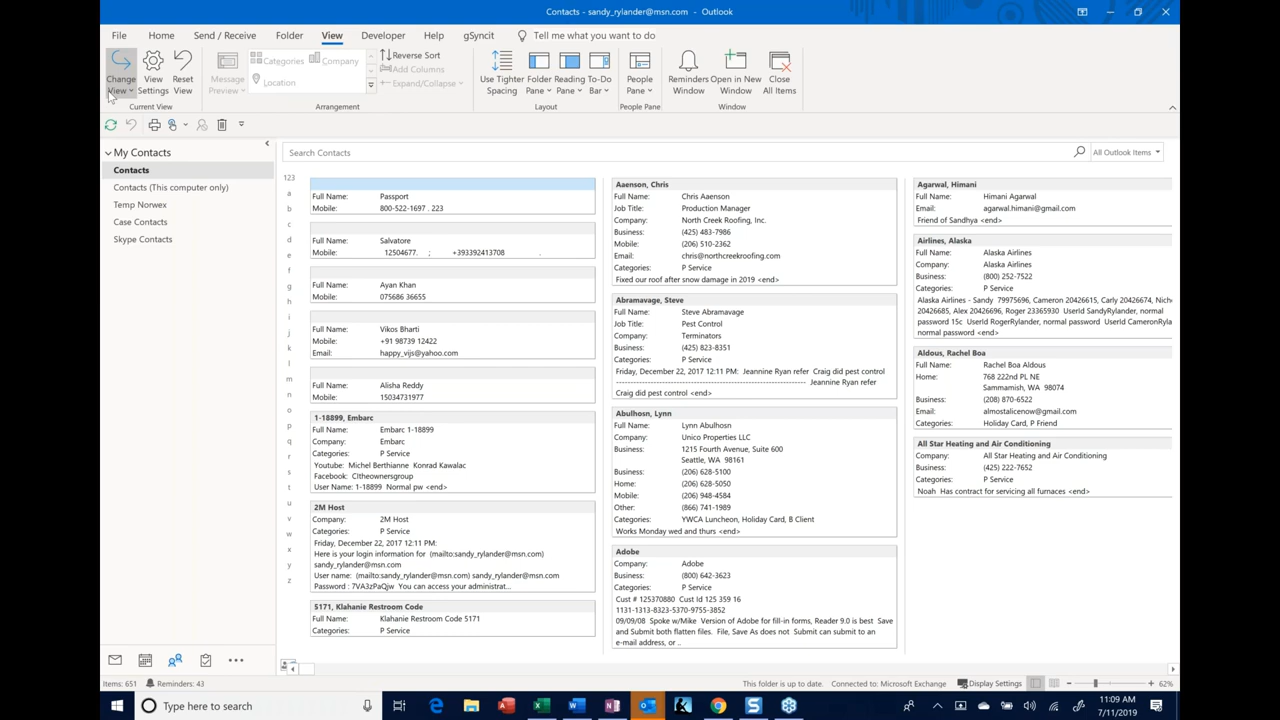 Contacts - sandy_rylander@msn.com - Outlook
File Home Send / Receive Folder View Developer Help gSyncit Tell me what you want to do
Change View
View Settings
Reset View
Message Preview
Categories Company
Location
Reverse Sort
Add Columns
Expand/Collapse
Use Tighter Spacing
Folder Pane
Reading Pane
To-Do Bar
People Pane
Reminders Window
Open in New Window
Close All Items
Current View Arrangement Layout People Pane Window
My Contacts
Contacts
Contacts (This computer only)
Temp Norwex
Case Contacts
Skype Contacts
Search Contacts
All Outlook Items
123
a
b
c
d
e
f
g
h
i
j
k
l
m
n
o
p
q
r
s
t
u
v
w
x
y
z
Full Name: Passport
Mobile: 800-522-1697 . 223
Full Name: Salvatore
Mobile: 12504677. ; +393392413708 .
Full Name: Ayan Khan
Mobile: 075686 36655
Full Name: Vikos Bharti
Mobile: +91 98739 12422
Email: happy_vijs@yahoo.com
Full Name: Alisha Reddy
Mobile: 15034731977
1-18899, Embarc
Full Name: Embarc 1-18899
Company: Embarc
Categories: P Service
Youtube: Michel Berthianne Konrad Kawalac
Facebook: CItheownersgroup
User Name: 1-18899 Normal pw <end>
2M Host
Company: 2M Host
Categories: P Service
Friday, December 22, 2017 12:11 PM:
Here is your login information for (mailto:sandy_rylander@msn.com)
sandy_rylander@msn.com
User name: (mailto:sandy_rylander@msn.com) sandy_rylander@msn.com
Password : 7VA3zPaQjw You can access your administrat...
5171, Klahanie Restroom Code
Full Name: Klahanie Restroom Code 5171
Categories: P Service
Aaenson, Chris
Full Name: Chris Aaenson
Job Title: Production Manager
Company: North Creek Roofing, Inc.
Business: (425) 483-7986
Mobile: (206) 510-2362
Email: chris@northcreekroofing.com
Categories: P Service
Fixed our roof after snow damage in 2019 <end>
Abramavage, Steve
Full Name: Steve Abramavage
Job Title: Pest Control
Company: Terminators
Business: (425) 823-8351
Categories: P Service
Friday, December 22, 2017 12:11 PM: Jeannine Ryan refer Craig did pest control
---------------------------------------------------------------- Jeannine Ryan refer
Craig did pest control <end>
Abulhosn, Lynn
Full Name: Lynn Abulhosn
Company: Unico Properties LLC
Business: 1215 Fourth Avenue, Suite 600
Seattle, WA 98161
Business: (206) 628-5100
Home: (206) 628-5050
Mobile: (206) 948-4584
Other: (866) 741-1989
Categories: YWCA Luncheon, Holiday Card, B Client
Works Monday wed and thurs <end>
Adobe
Company: Adobe
Business: (800) 642-3623
Categories: P Service
Cust # 125370880 Cust Id 125 359 16
1131-1313-8323-5370-9755-3852
09/09/08 Spoke w/Mike Version of Adobe for fill-in forms, Reader 9.0 is best Save
and Submit both flatten files. File, Save As does not Submit can submit to an
e-mail address, or ..
Agarwal, Himani
Full Name: Himani Agarwal
Email: agarwal.himani@gmail.com
Friend of Sandhya <end>
Airlines, Alaska
Full Name: Alaska Airlines
Company: Alaska Airlines
Business: (800) 252-7522
Categories: P Service
Alaska Airlines - Sandy 79975696, Cameron 20426615, Carly 20426674, Nich
20426685, Alex 20426696, Roger 23365930 UserId SandyRylander, normal
password 15c UserId RogerRylander, normal password UserId CameronRyla
normal password <end>
Aldous, Rachel Boa
Full Name: Rachel Boa Aldous
Home: 768 222nd PL NE
Sammamish, WA 98074
Business: (208) 870-6522
Email: almostalicenow@gmail.com
Categories: Holiday Card, P Friend
All Star Heating and Air Conditioning
Company: All Star Heating and Air Conditioning
Business: (425) 222-7652
Categories: P Service
Noah Has contract for servicing all furnaces <end>
Items: 651 Reminders: 43 This folder is up to date. Connected to: Microsoft Exchange Display Settings 62%
Type here to search
11:09 AM
7/11/2019